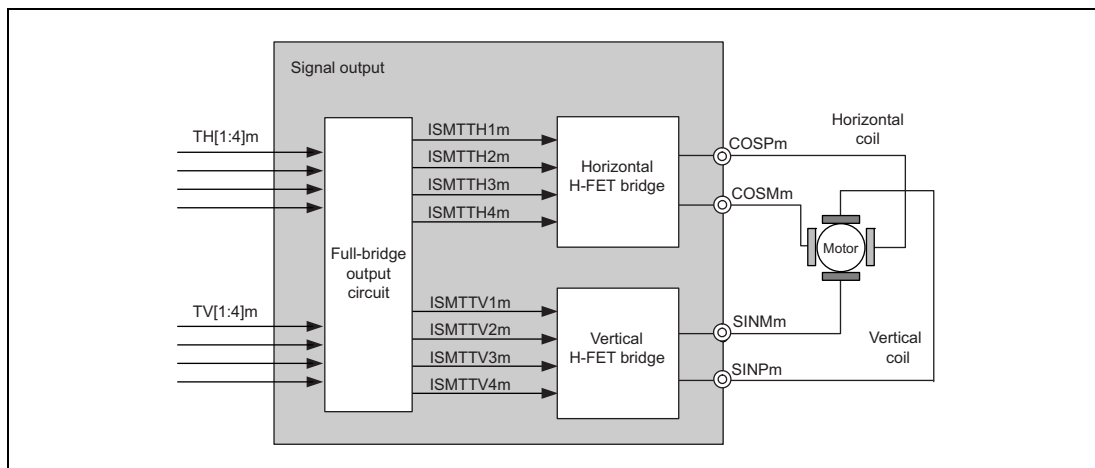 Signal output
TH[1:4]m
TV[1:4]m
Full-bridge
output
circuit
ISMTTH1m
ISMTTH2m
ISMTTH3m
ISMTTH4m
ISMTTV1m
ISMTTV2m
ISMTTV3m
ISMTTV4m
Horizontal
H-FET bridge
Vertical
H-FET bridge
COSPm
COSMm
SINMm
SINPm
Horizontal
coil
Motor
Vertical
coil